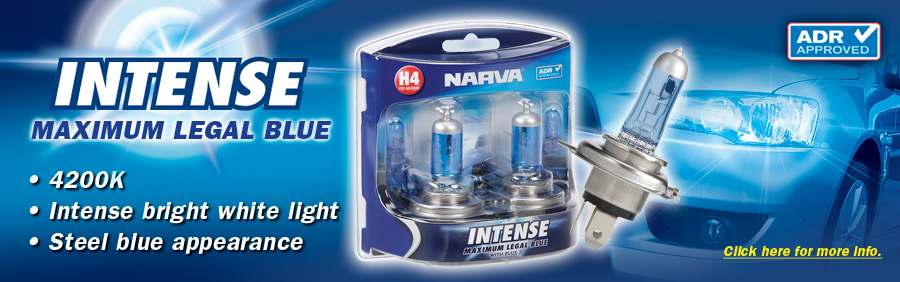 INTENSE
MAXIMUM LEGAL BLUE
• 4200K
• Intense bright white light
• Steel blue appearance
H4
NARVA
ADR
APPROVED
INTENSE
MAXIMUM LEGAL BLUE
ADR
APPROVED
Click here for more Info.